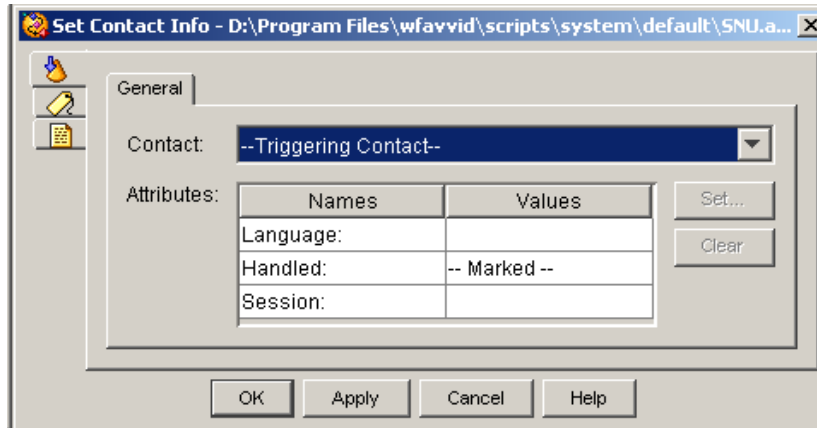 Set Contact Info - D:\Program Files\wfavvid\scripts\system\default\SNU.a...
General
Contact: --Triggering Contact--
Attributes: Names Values Set...
Language:
Clear
Handled: -- Marked --
Session:
OK Apply Cancel Help